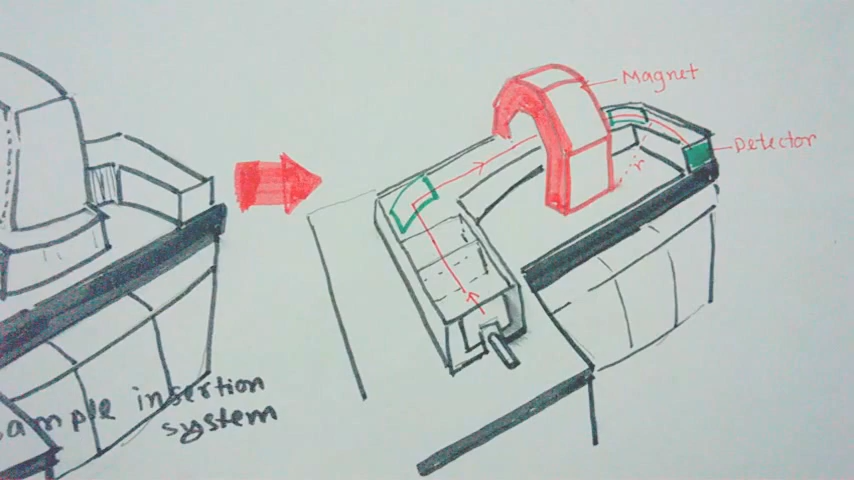 Magnet
Detector
r
ample insertion
system